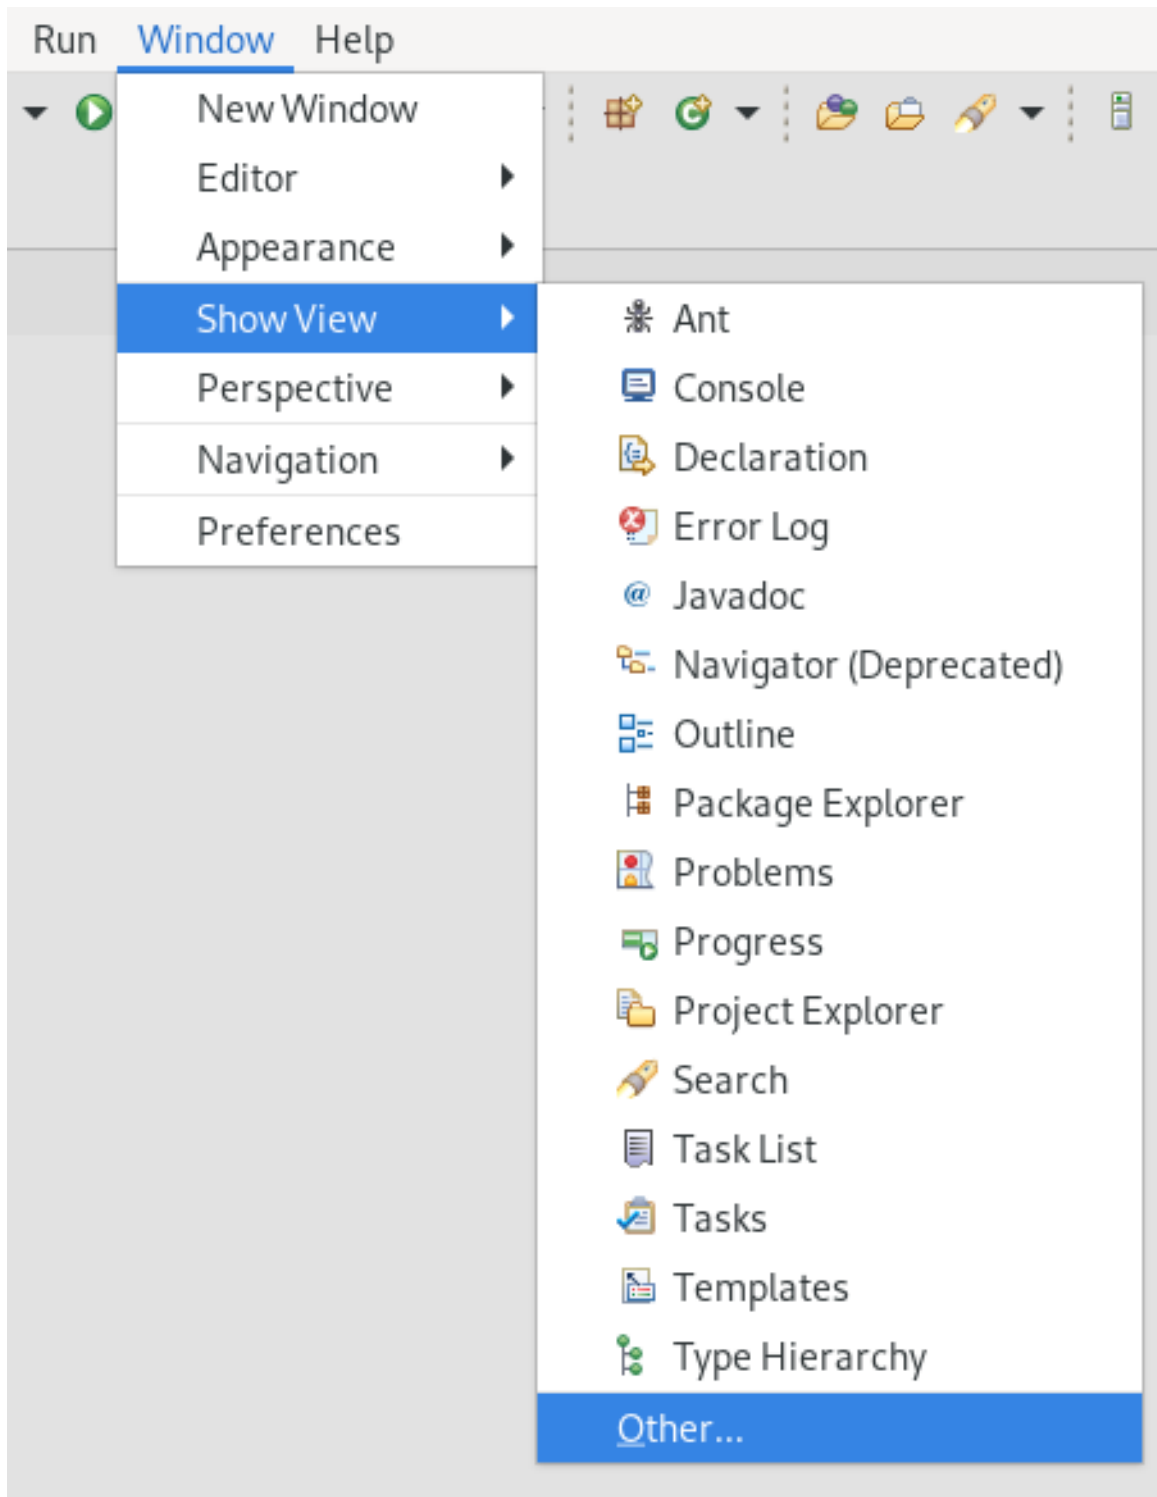 Run Window Help
New Window
Editor
Appearance
Show View
Perspective
Navigation
Preferences
Ant
Console
Declaration
Error Log
Javadoc
Navigator (Deprecated)
Outline
Package Explorer
Problems
Progress
Project Explorer
Search
Task List
Tasks
Templates
Type Hierarchy
Other...